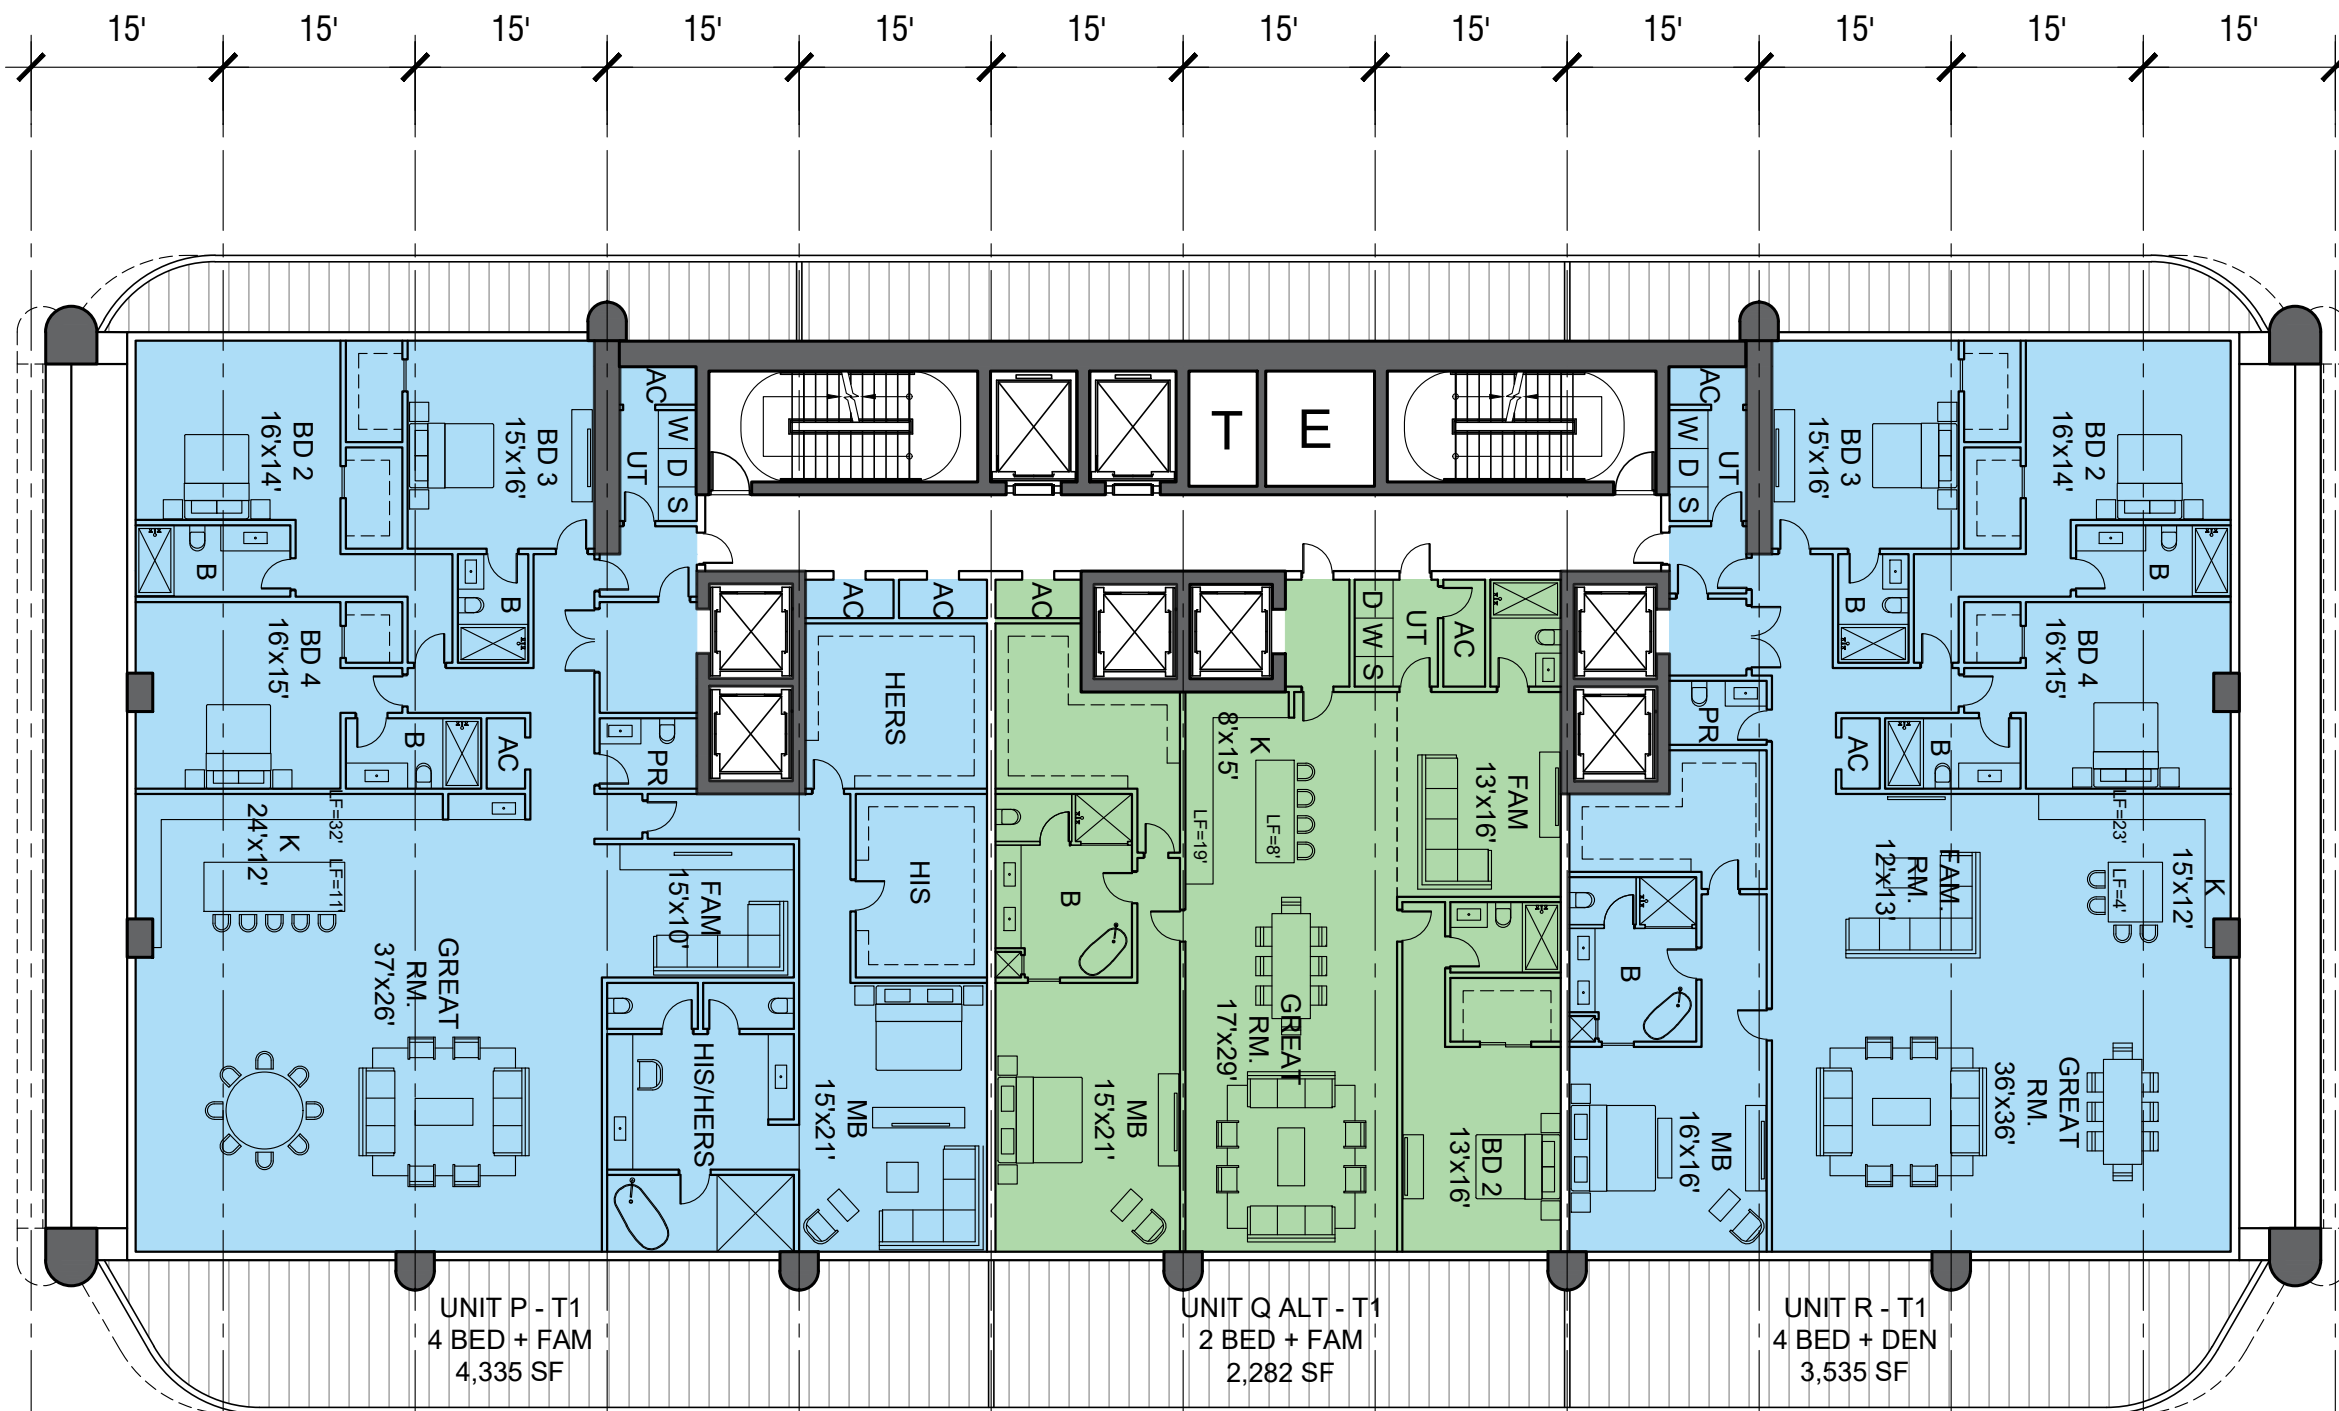 15' 15' 15' 15' 15' 15' 15' 15' 15' 15' 15' 15'
BD 2
16'x14'
BD 3
15'x16'
AC
W
D
S
UT
T
E
AC
W
D
S
UT
BD 3
15'x16'
BD 2
16'x14'
B
B
BD 4
16'x15'
B
AC
PR
AC
AC
HERS
HIS
K
24'x12'
LF=32'
LF=11'
FAM
15'x10'
GREAT
RM.
37'x26'
HIS/HERS
MB
15'x21'
AC
B
MB
15'x21'
D
W
S
UT
AC
K
8'x15'
LF=19'
LF=8'
FAM
13'x16'
GREAT
RM.
17'x29'
BD 2
13'x16'
PR
B
B
BD 4
16'x15'
B
AC
B
MB
16'x16'
FAM.
RM.
12'x13'
LF=23'
LF=4'
K
15'x12'
GREAT
RM.
36'x36'
UNIT P - T1
4 BED + FAM
4,335 SF
UNIT Q ALT - T1
2 BED + FAM
2,282 SF
UNIT R - T1
4 BED + DEN
3,535 SF